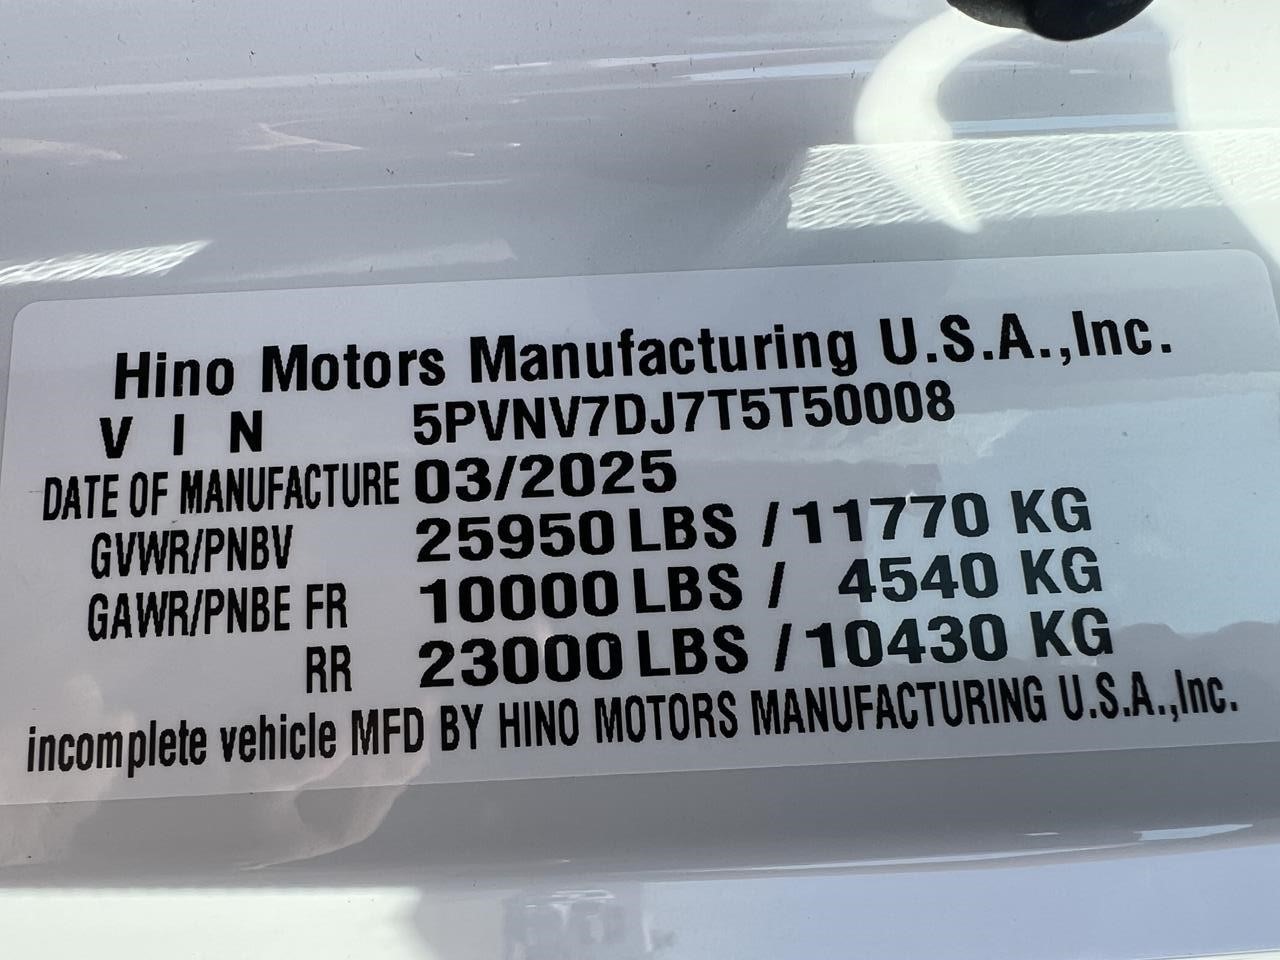 Hino Motors Manufacturing U.S.A.,Inc.
V I N 5PVNV7DJ7T5T50008
DATE OF MANUFACTURE 03/2025
GVWR/PNBV 25950 LBS / 11770 KG
GAWR/PNBE FR 10000 LBS / 4540 KG
RR 23000 LBS / 10430 KG
incomplete vehicle MFD BY HINO MOTORS MANUFACTURING U.S.A.,Inc.